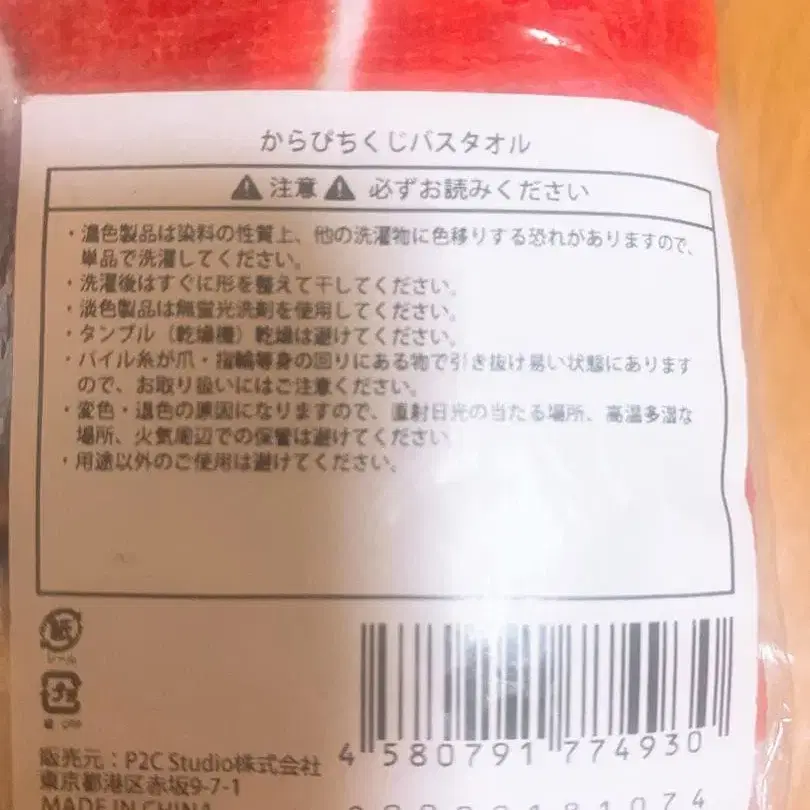 からぴちくじバスタオル
⚠注意⚠ 必ずお読みください
・濃色製品は染料の性質上、他の洗濯物に色移りする恐れがありますので、
単品で洗濯してください。
・洗濯後はすぐに形を整えて干してください。
・淡色製品は無蛍光洗剤を使用してください。
・タンブル（乾燥機）乾燥は避けてください。
・パイル糸が爪・指輪等身の回りにある物で引き抜け易い状態にあります
ので、お取り扱いにはご注意ください。
・変色・退色の原因になりますので、直射日光の当たる場所、高温多湿な
場所、火気周辺での保管は避けてください
・用途以外のご使用は避けてください。
紙
プラ
4 580791 774930
販売元：P2C Studio株式会社
東京都港区赤坂9-7-1
MADE IN CHINA